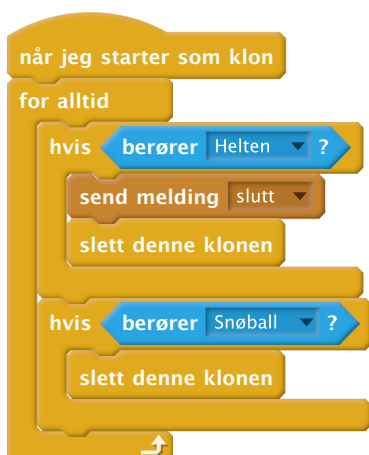 når jeg starter som klon
for alltid
hvis berører Helten ?
send melding slutt
slett denne klonen
hvis berører Snøball ?
slett denne klonen